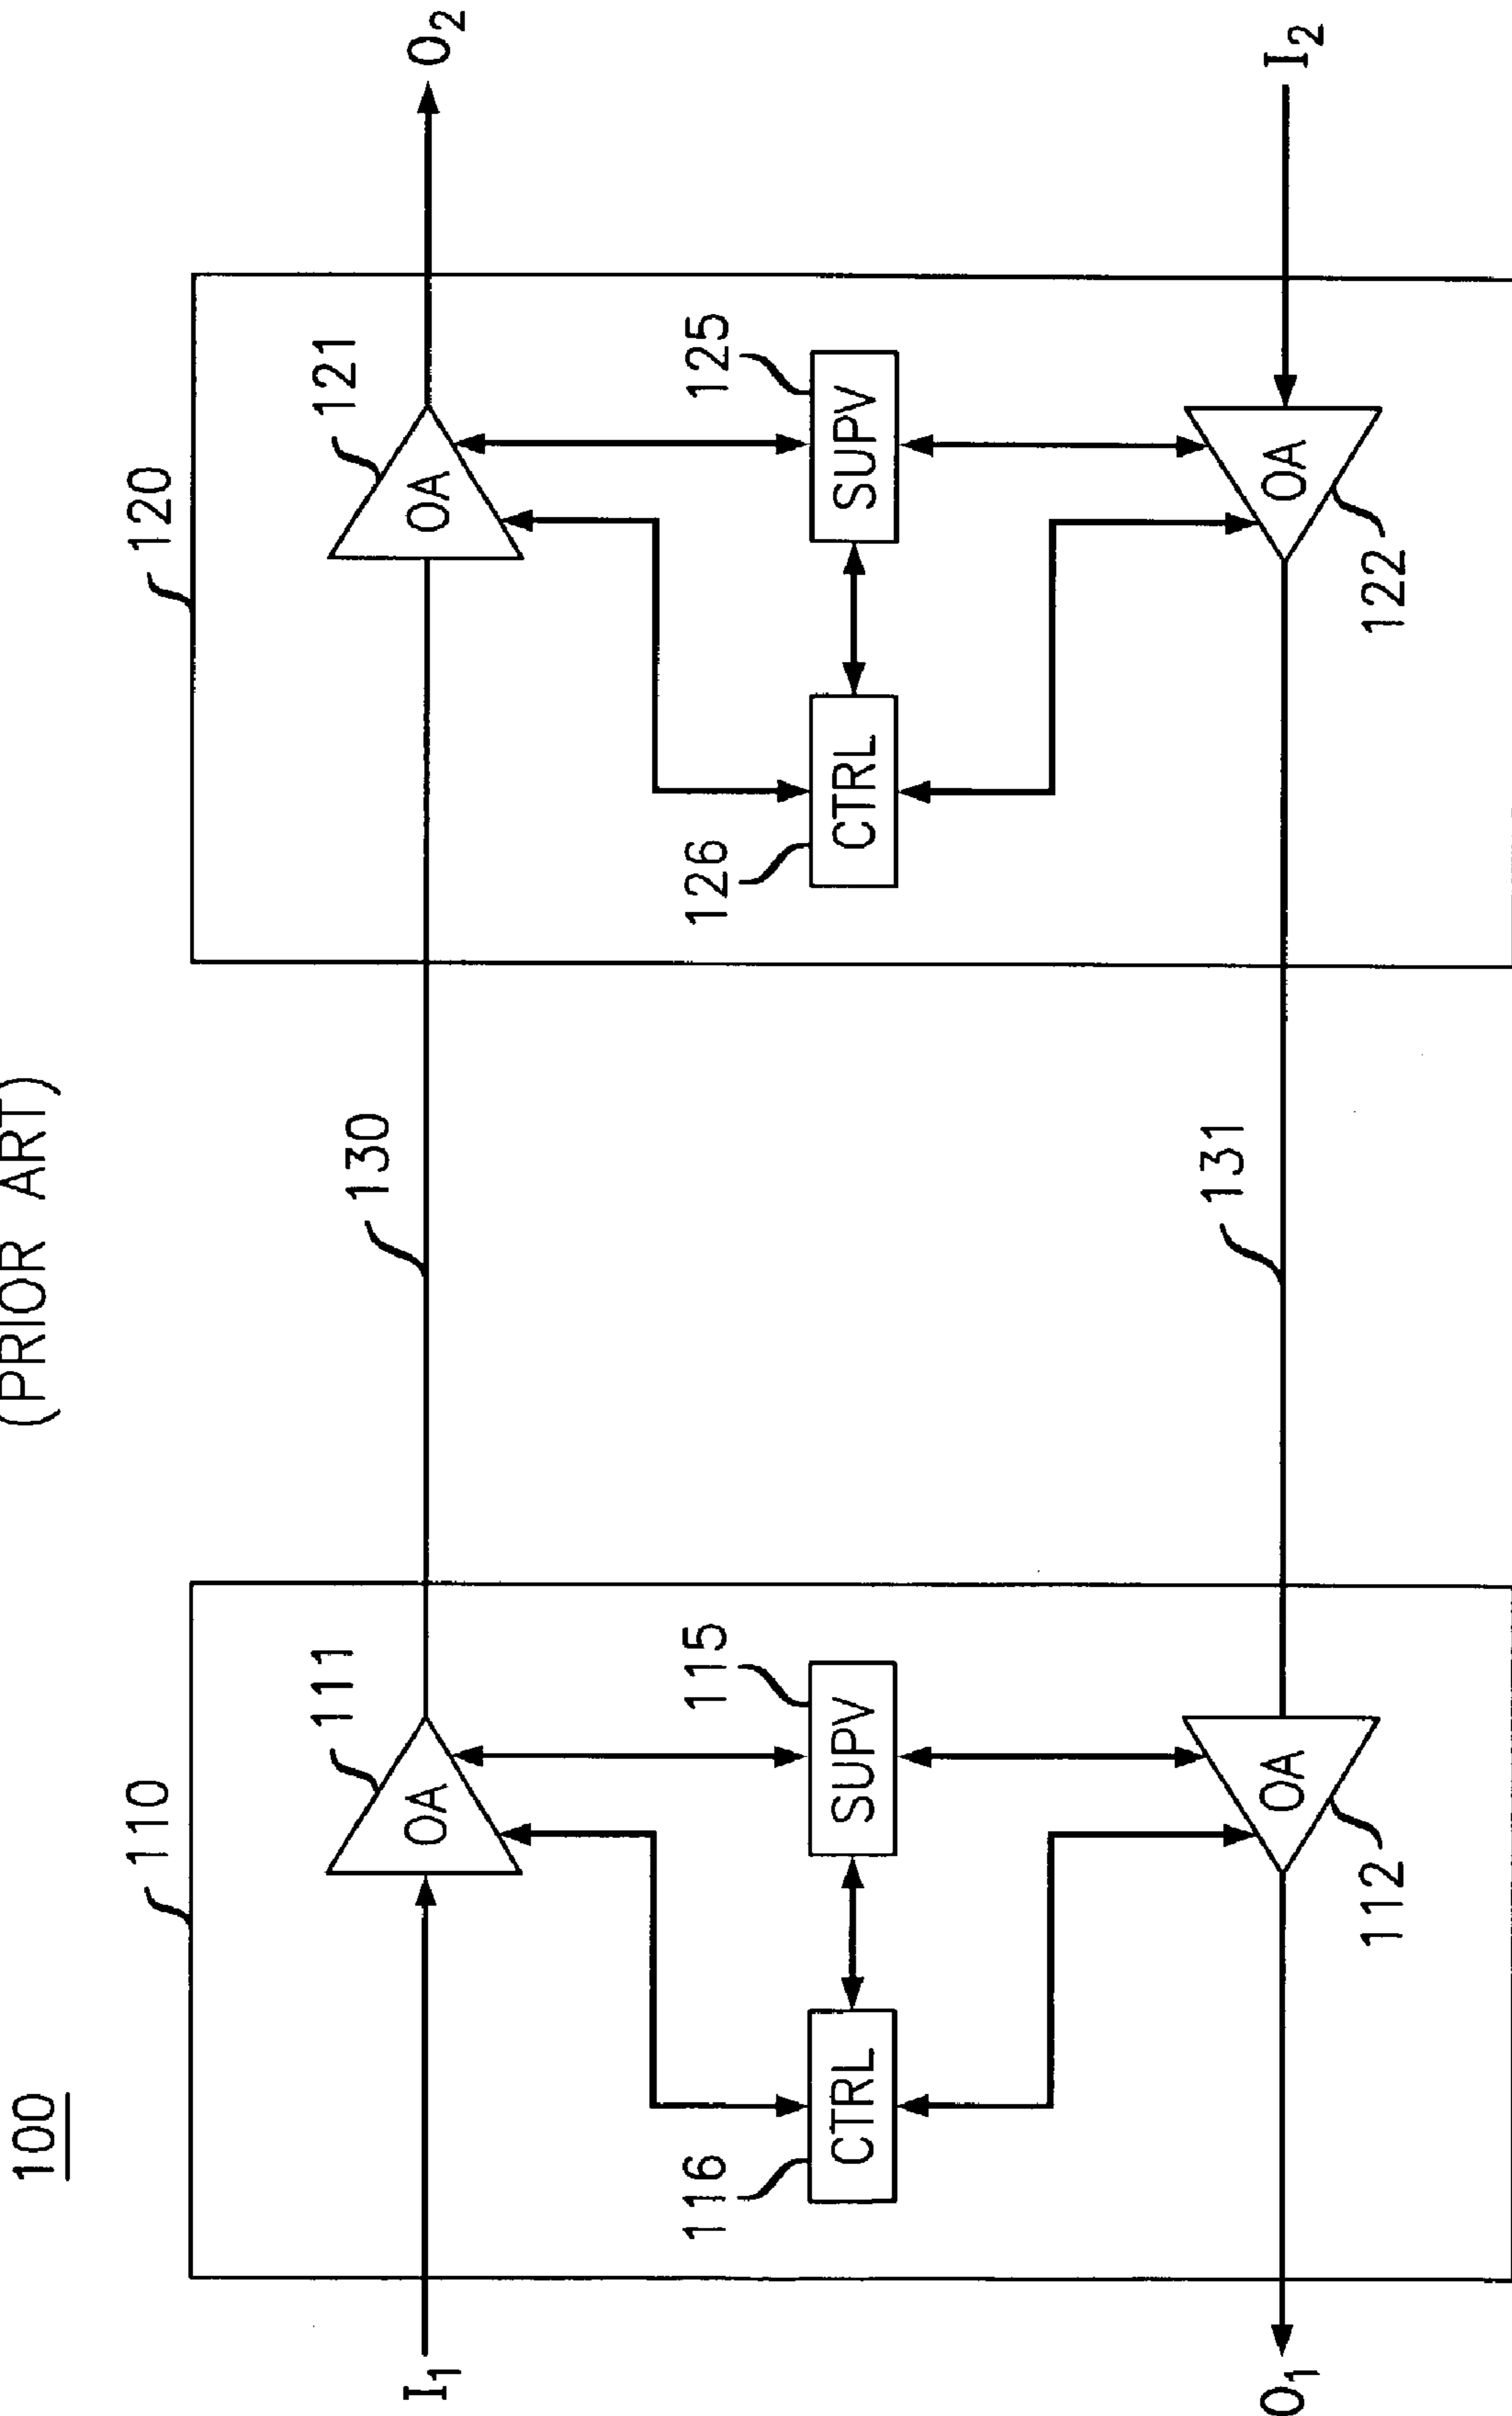 (PRIOR ART)
100
110
120
111
121
I₁
OA
130
OA
O₂
116
115
126
125
CTRL
SUPV
CTRL
SUPV
131
O₁
OA
OA
I₂
112
122